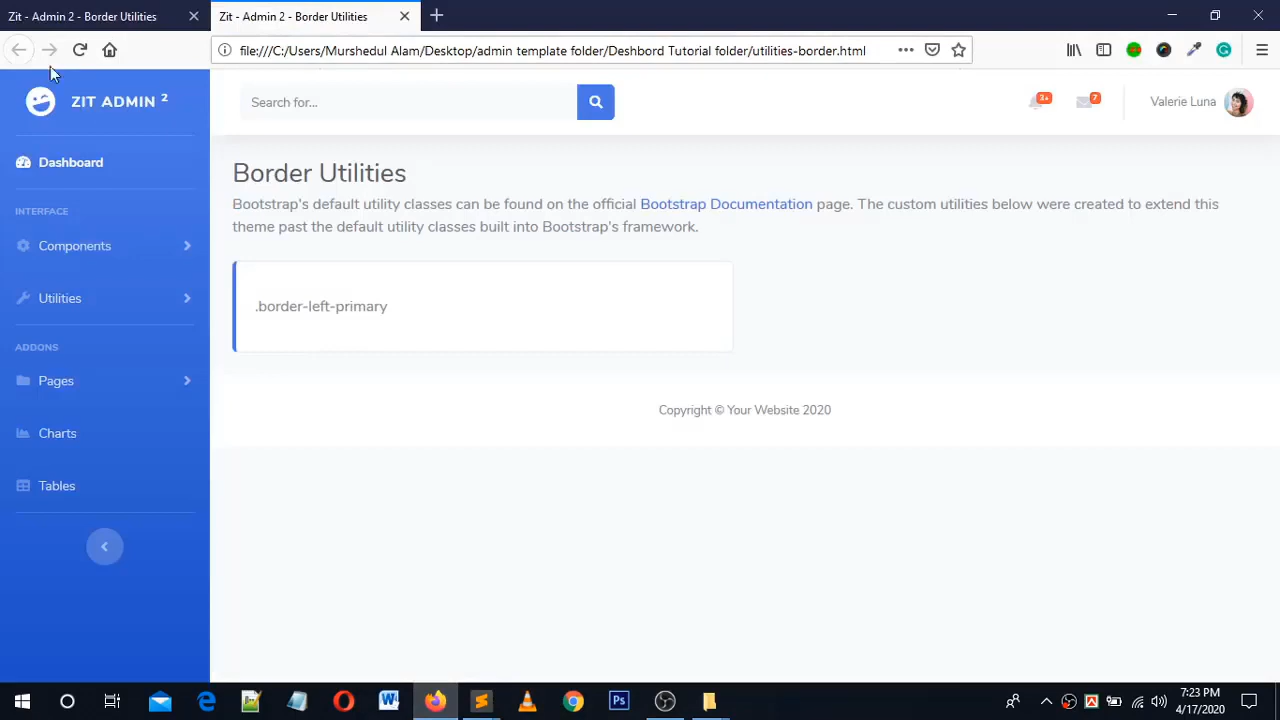 Zit - Admin 2 - Border Utilities
Zit - Admin 2 - Border Utilities
file:///C:/Users/Murshedul Alam/Desktop/admin template folder/Deshbord Tutorial folder/utilities-border.html
ZIT ADMIN 2
Search for...
3+
7
Valerie Luna
Dashboard
INTERFACE
Components
Utilities
ADDONS
Pages
Charts
Tables
Border Utilities
Bootstrap's default utility classes can be found on the official Bootstrap Documentation page. The custom utilities below were created to extend this
theme past the default utility classes built into Bootstrap's framework.
.border-left-primary
Copyright © Your Website 2020
7:23 PM
4/17/2020